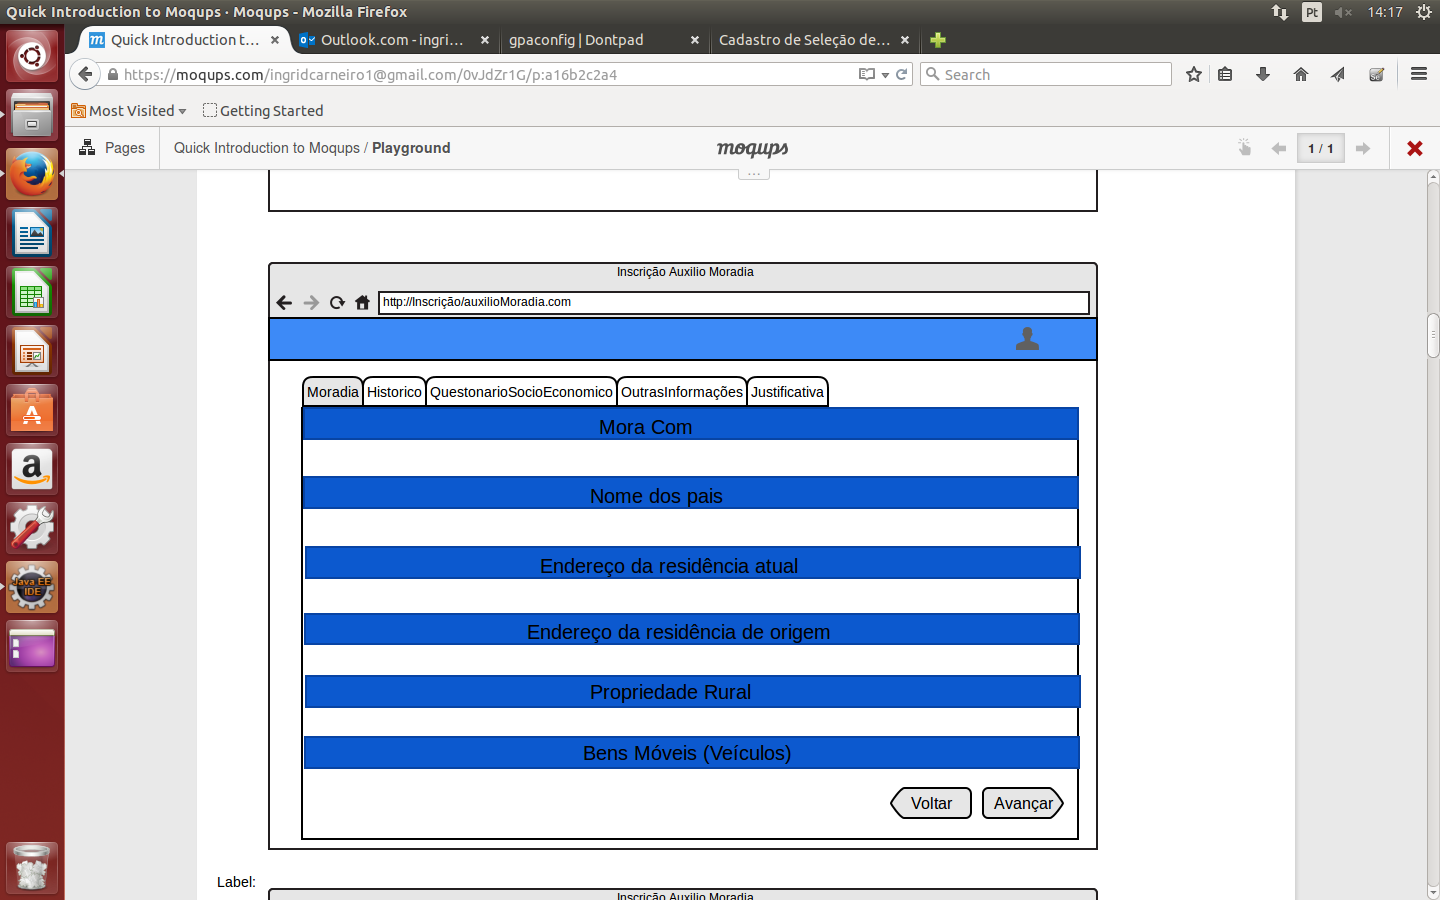 Quick Introduction to Moqups · Moqups - Mozilla Firefox
Pt
14:17
Quick Introduction t...
Outlook.com - ingri...
gpaconfig | Dontpad
Cadastro de Seleção de...
https://moqups.com/ingridcarneiro1@gmail.com/0vJdZr1G/p:a16b2c2a4
Search
Most Visited
Getting Started
Pages
Quick Introduction to Moqups / Playground
moqups
1 / 1
...
Inscrição Auxilio Moradia
http://Inscrição/auxilioMoradia.com
Moradia
Historico
QuestonarioSocioEconomico
OutrasInformações
Justificativa
Mora Com
Nome dos pais
Endereço da residência atual
Endereço da residência de origem
Propriedade Rural
Bens Móveis (Veículos)
Voltar
Avançar
Java EE
IDE
Label:
Inscrição Auxilio Moradia